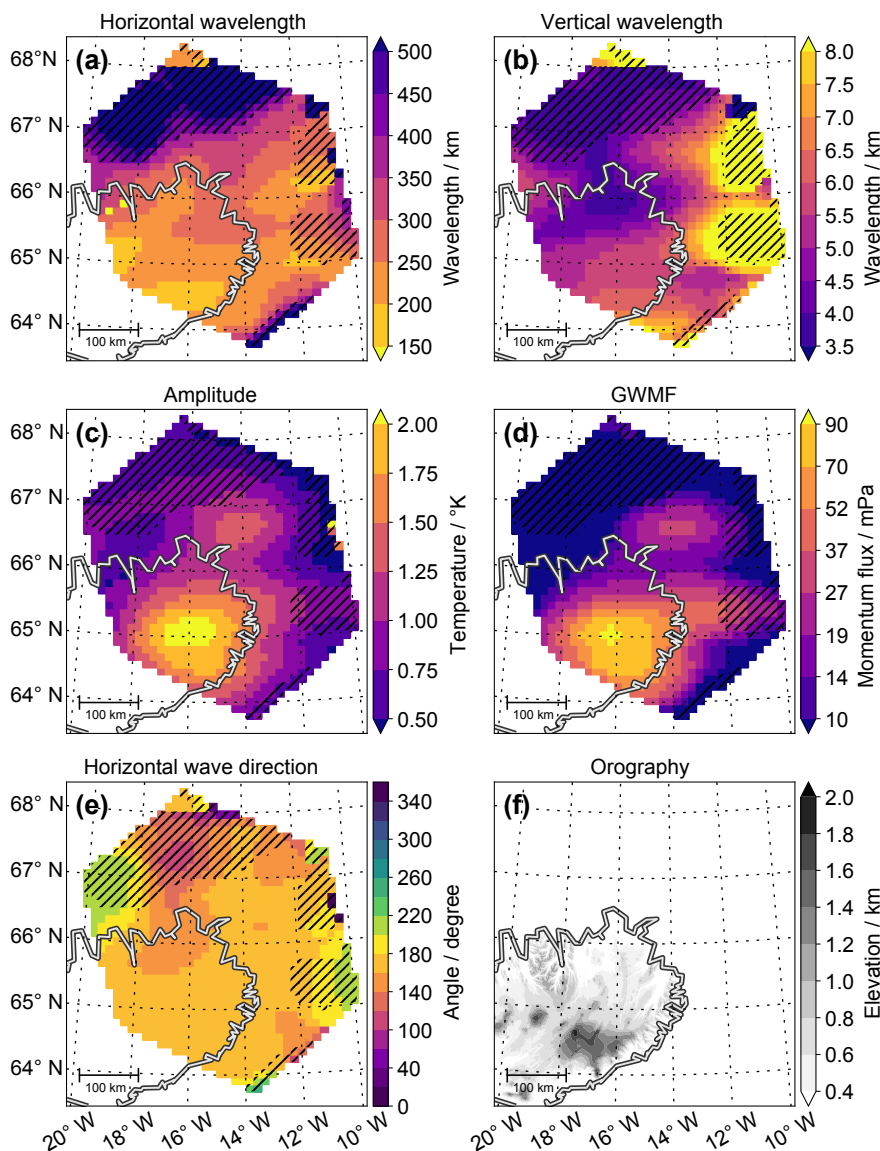 Horizontal wavelength
Vertical wavelength
(a)
(b)
68° N
67° N
66° N
65° N
64° N
100 km
100 km
500
450
400
350
300
250
200
150
Wavelength / km
8.0
7.5
7.0
6.5
6.0
5.5
5.0
4.5
4.0
3.5
Wavelength / km
Amplitude
GWMF
(c)
(d)
68° N
67° N
66° N
65° N
64° N
100 km
100 km
2.00
1.75
1.50
1.25
1.00
0.75
0.50
Temperature / °K
90
70
52
37
27
19
14
10
Momentum flux / mPa
Horizontal wave direction
Orography
(e)
(f)
68° N
67° N
66° N
65° N
64° N
100 km
100 km
340
300
260
220
180
140
100
60
20
0
Angle / degree
2.0
1.8
1.6
1.4
1.2
1.0
0.8
0.6
0.4
Elevation / km
20° W
18° W
16° W
14° W
12° W
10° W
20° W
18° W
16° W
14° W
12° W
10° W